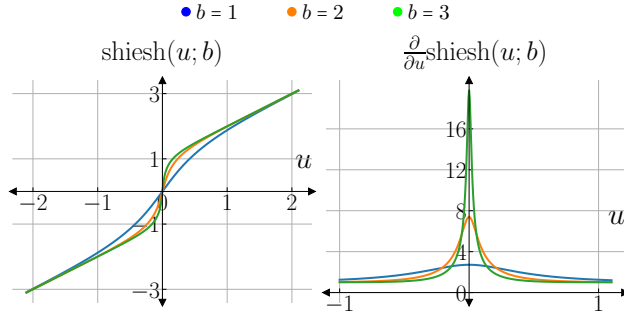 b = 1 b = 2 b = 3
shiesh(u; b)
3
1
u
−2 −1 0 1 2
−1
−3
∂/∂u shiesh(u; b)
16
12
8
4
u
0
−1 1